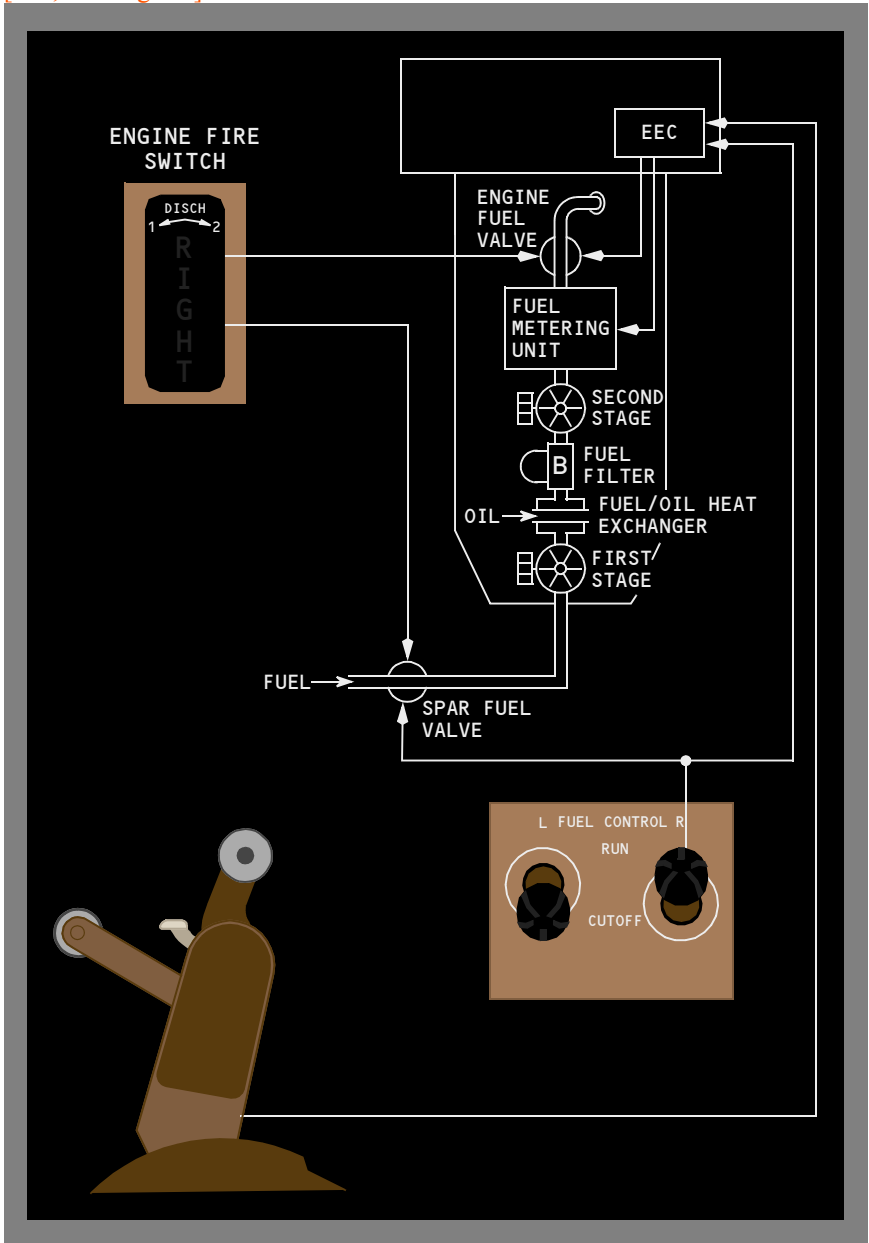 ENGINE FIRE
SWITCH
DISCH
1 2
R
I
G
H
T
EEC
ENGINE
FUEL
VALVE
FUEL
METERING
UNIT
SECOND
STAGE
B
FUEL
FILTER
OIL
FUEL/OIL HEAT
EXCHANGER
FIRST
STAGE
FUEL
SPAR FUEL
VALVE
L FUEL CONTROL R
RUN
CUTOFF